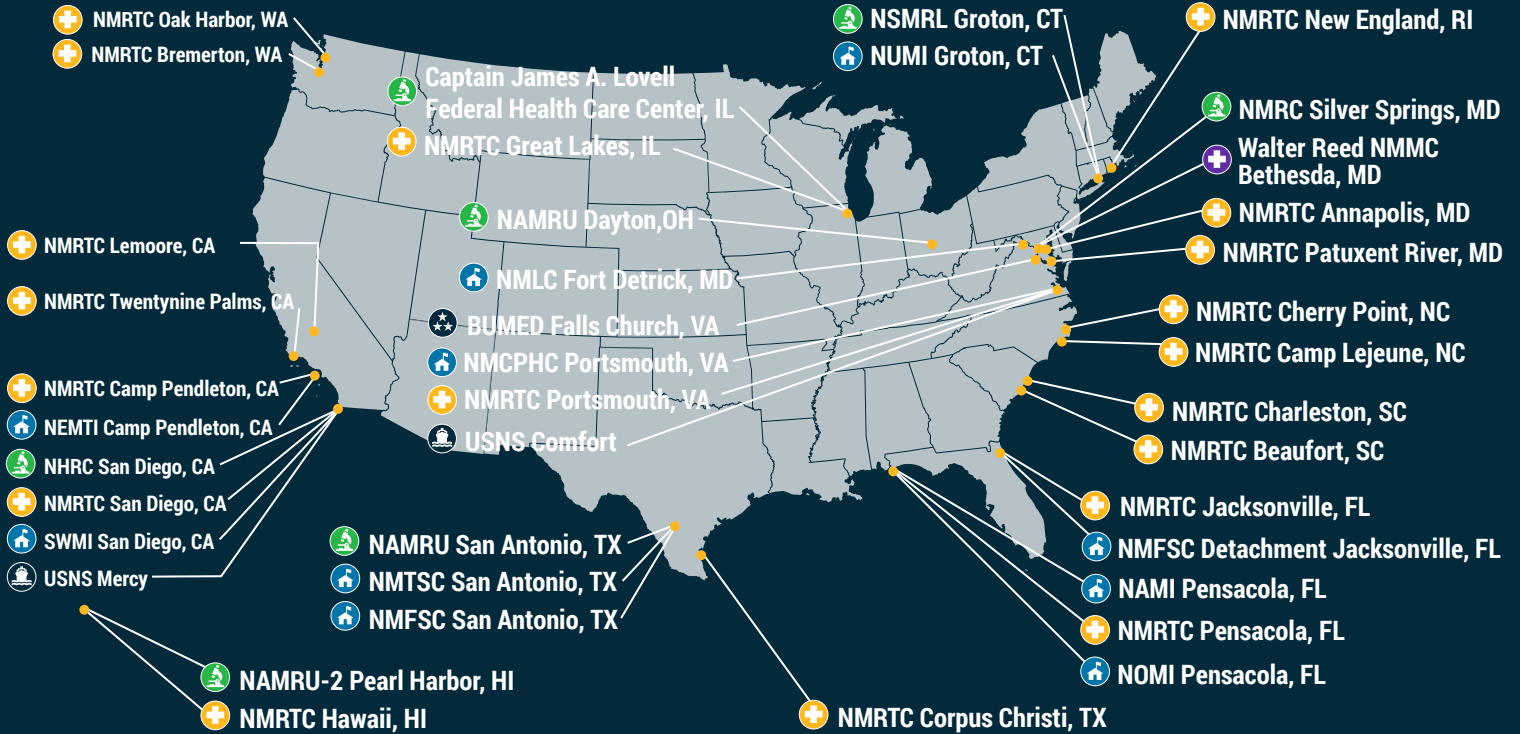 NMRTC Oak Harbor, WA
NMRTC Bremerton, WA
Captain James A. Lovell
Federal Health Care Center, IL
NMRTC Great Lakes, IL
NAMRU Dayton,OH
NMLC Fort Detrick, MD
BUMED Falls Church, VA
NMCPHC Portsmouth, VA
NMRTC Portsmouth, VA
USNS Comfort
NSMRL Groton, CT
NUMI Groton, CT
NMRTC New England, RI
NMRC Silver Springs, MD
Walter Reed NMMC
Bethesda, MD
NMRTC Annapolis, MD
NMRTC Patuxent River, MD
NMRTC Cherry Point, NC
NMRTC Camp Lejeune, NC
NMRTC Charleston, SC
NMRTC Beaufort, SC
NMRTC Jacksonville, FL
NMFSC Detachment Jacksonville, FL
NAMI Pensacola, FL
NMRTC Pensacola, FL
NOMI Pensacola, FL
NMRTC Lemoore, CA
NMRTC Twentynine Palms, CA
NMRTC Camp Pendleton, CA
NEMTI Camp Pendleton, CA
NHRC San Diego, CA
NMRTC San Diego, CA
SWMI San Diego, CA
USNS Mercy
NAMRU San Antonio, TX
NMTSC San Antonio, TX
NMFSC San Antonio, TX
NAMRU-2 Pearl Harbor, HI
NMRTC Hawaii, HI
NMRTC Corpus Christi, TX